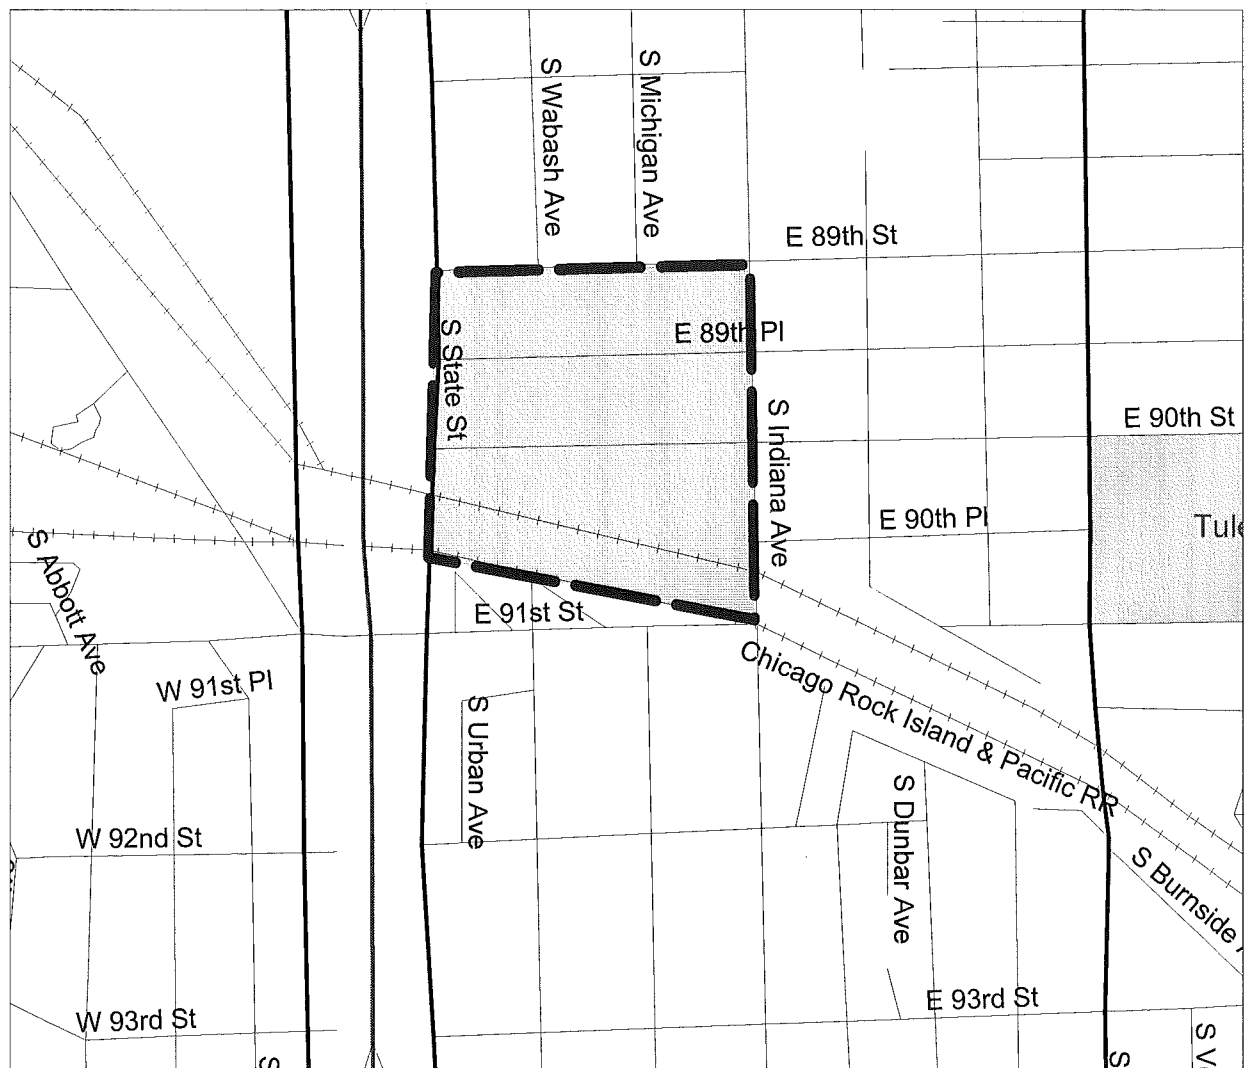 S Wabash Ave
S Michigan Ave
E 89th St
E 89th Pl
S State St
S Indiana Ave
E 90th St
E 90th Pl
S Abbott Ave
E 91st St
Chicago Rock Island & Pacific RR
W 91st Pl
S Urban Ave
S Dunbar Ave
W 92nd St
S Burnside
E 93rd St
W 93rd St
S
S
S